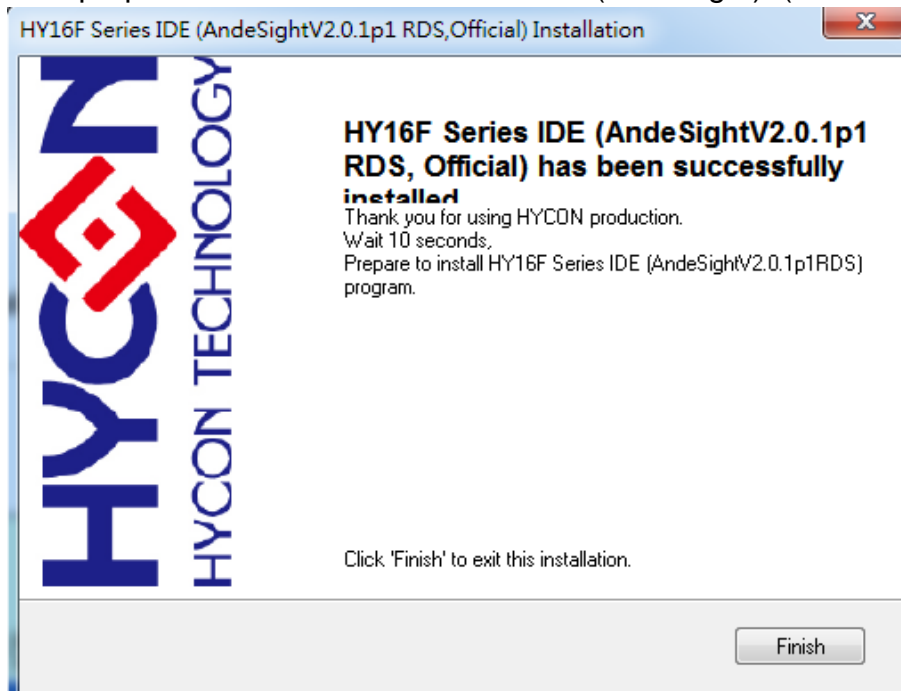 HY16F Series IDE (AndeSightV2.0.1p1 RDS,Official) Installation
HYCON
HYCON TECHNOLOGY
HY16F Series IDE (AndeSightV2.0.1p1
RDS, Official) has been successfully
installed
Thank you for using HYCON production.
Wait 10 seconds,
Prepare to install HY16F Series IDE (AndeSightV2.0.1p1RDS)
program.
Click 'Finish' to exit this installation.
Finish